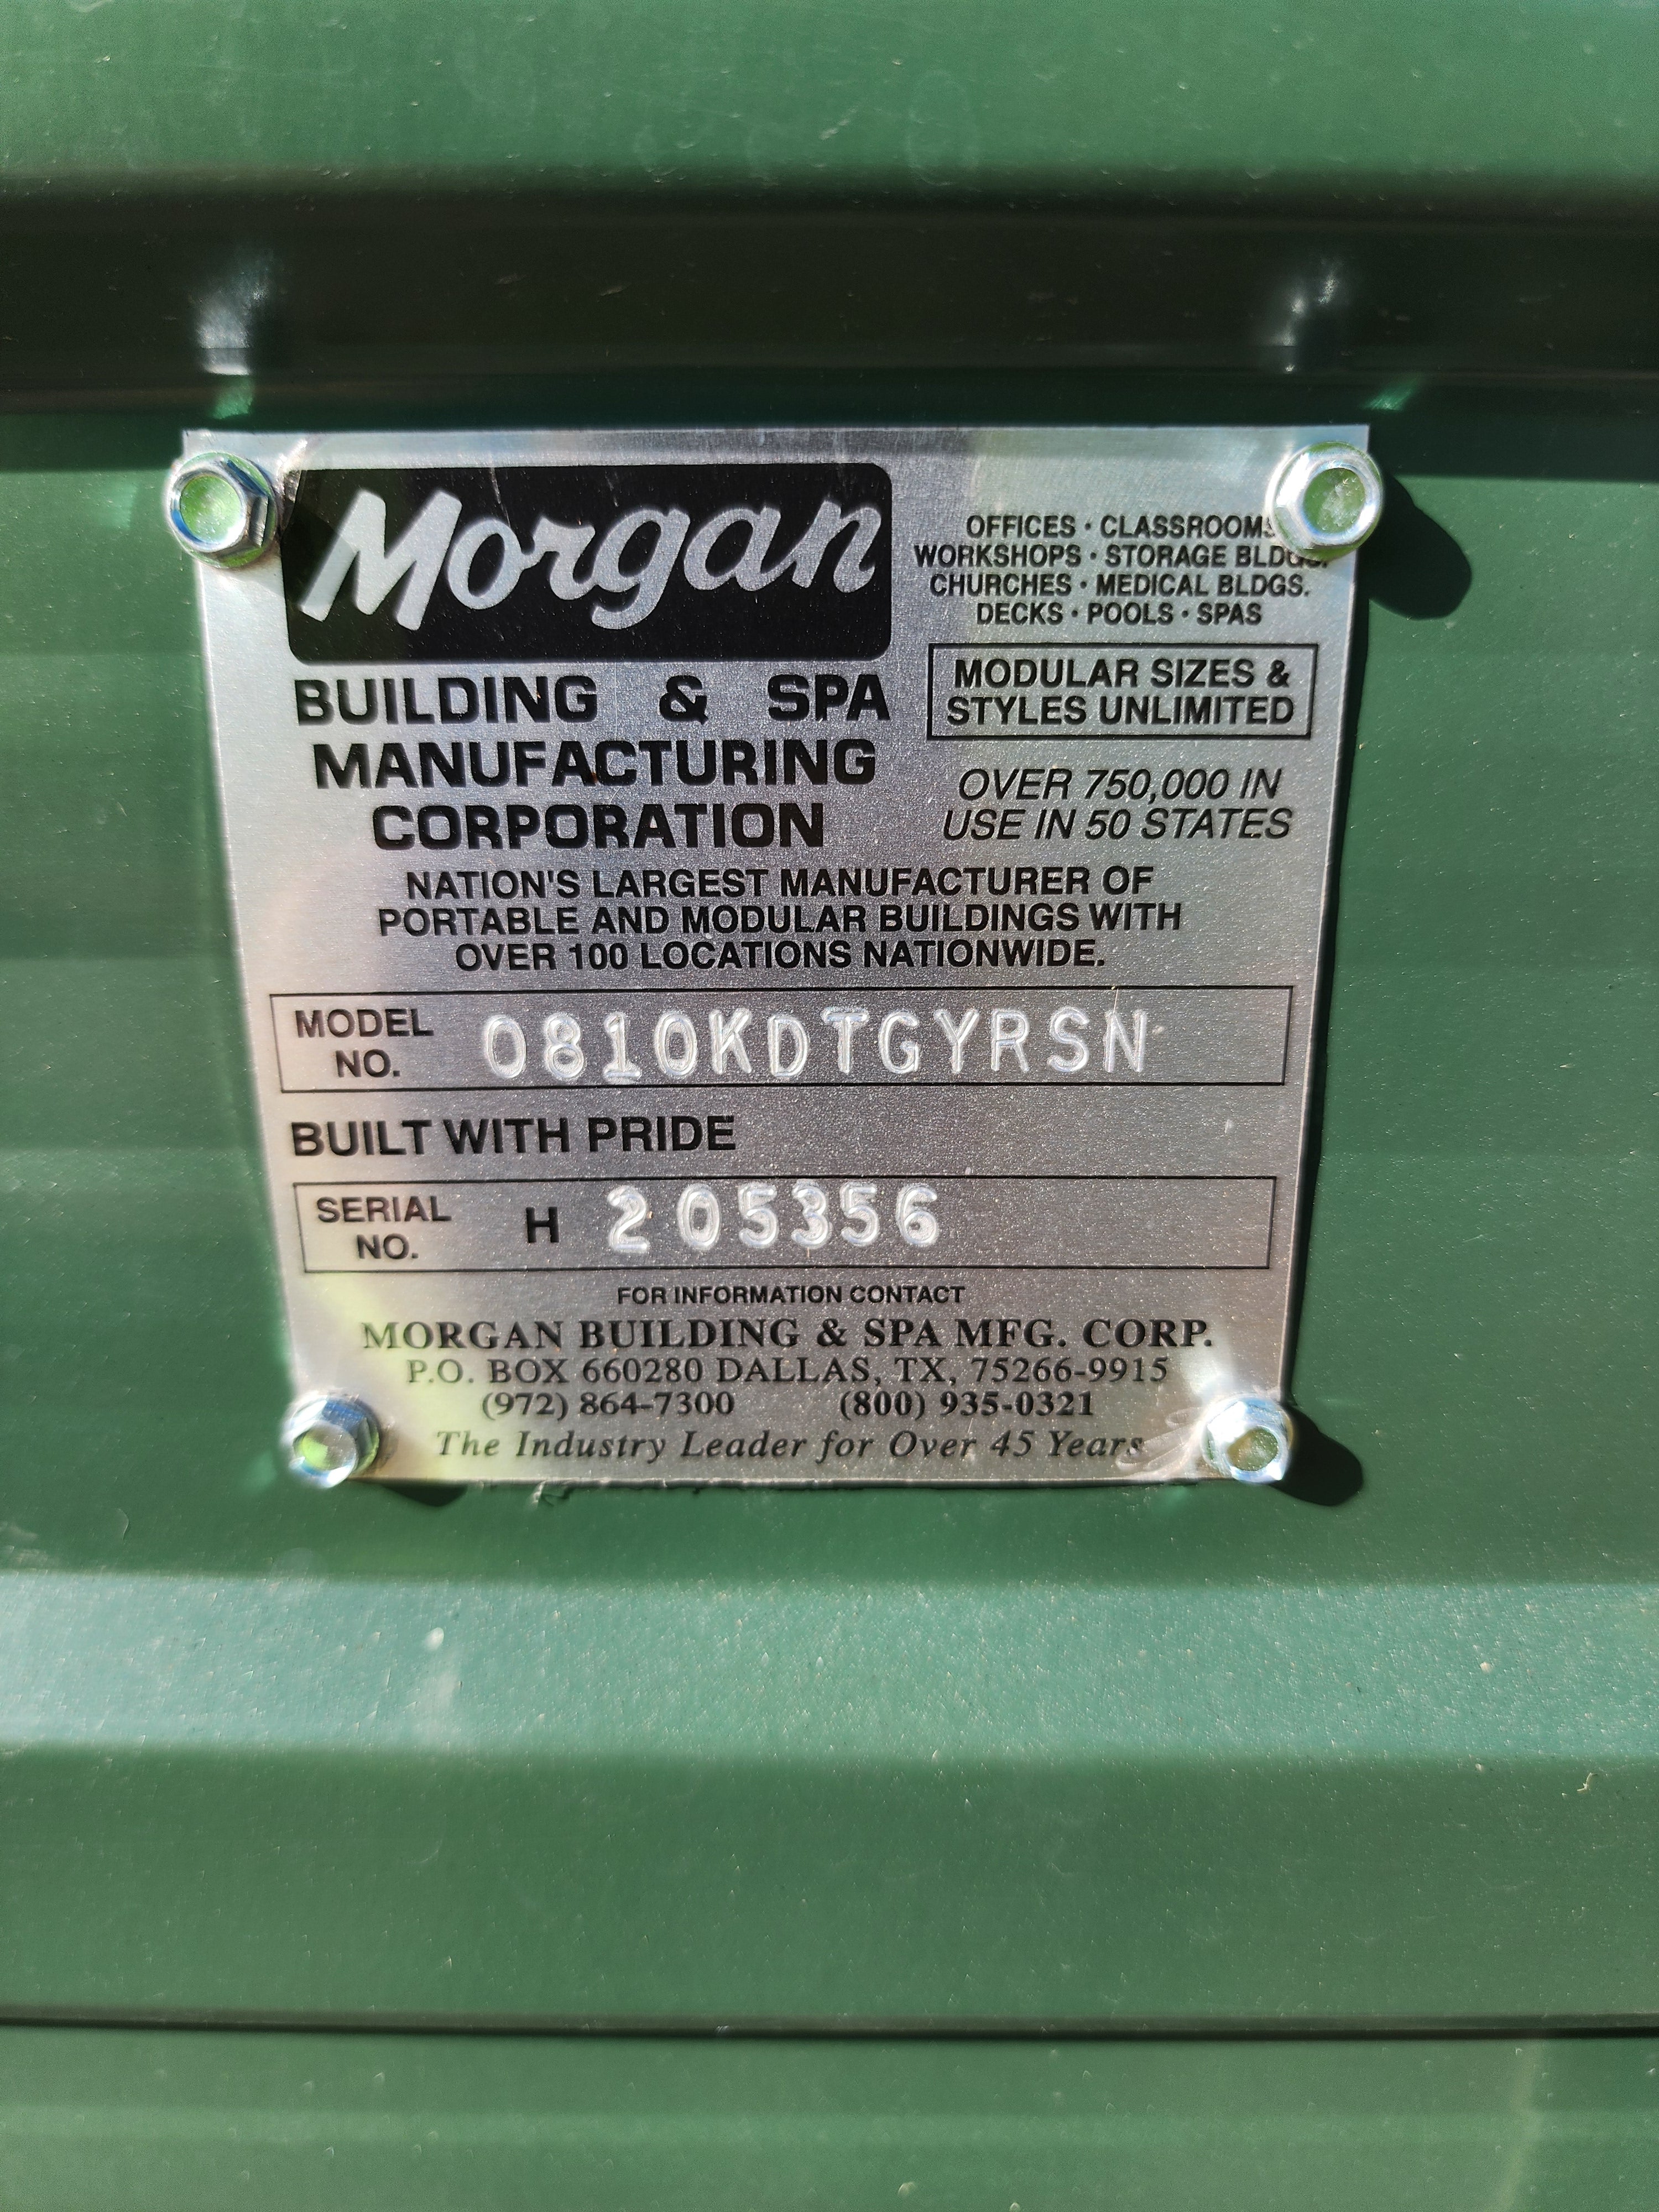 Morgan
BUILDING & SPA
MANUFACTURING
CORPORATION
OFFICES · CLASSROOMS
WORKSHOPS · STORAGE BLDGS.
CHURCHES · MEDICAL BLDGS.
DECKS · POOLS · SPAS
MODULAR SIZES &
STYLES UNLIMITED
OVER 750,000 IN
USE IN 50 STATES
NATION'S LARGEST MANUFACTURER OF
PORTABLE AND MODULAR BUILDINGS WITH
OVER 100 LOCATIONS NATIONWIDE.
MODEL
NO.
0810KDTGYRSN
BUILT WITH PRIDE
SERIAL
NO.
H 205356
FOR INFORMATION CONTACT
MORGAN BUILDING & SPA MFG. CORP.
P.O. BOX 660280 DALLAS, TX, 75266-9915
(972) 864-7300 (800) 935-0321
The Industry Leader for Over 45 Years